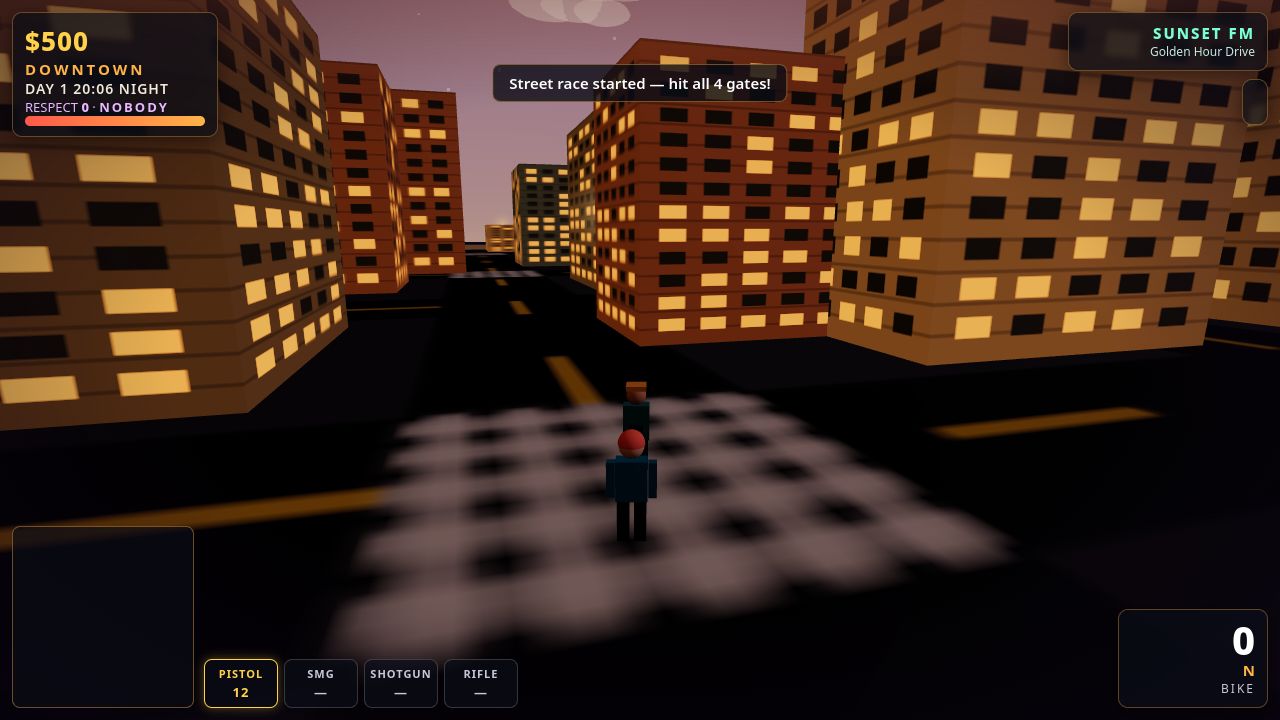 $500
DOWNTOWN
DAY 1 20:06 NIGHT
RESPECT 0 · NOBODY
Street race started — hit all 4 gates!
SUNSET FM
Golden Hour Drive
PISTOL
12
SMG
—
SHOTGUN
—
RIFLE
—
0
N
BIKE